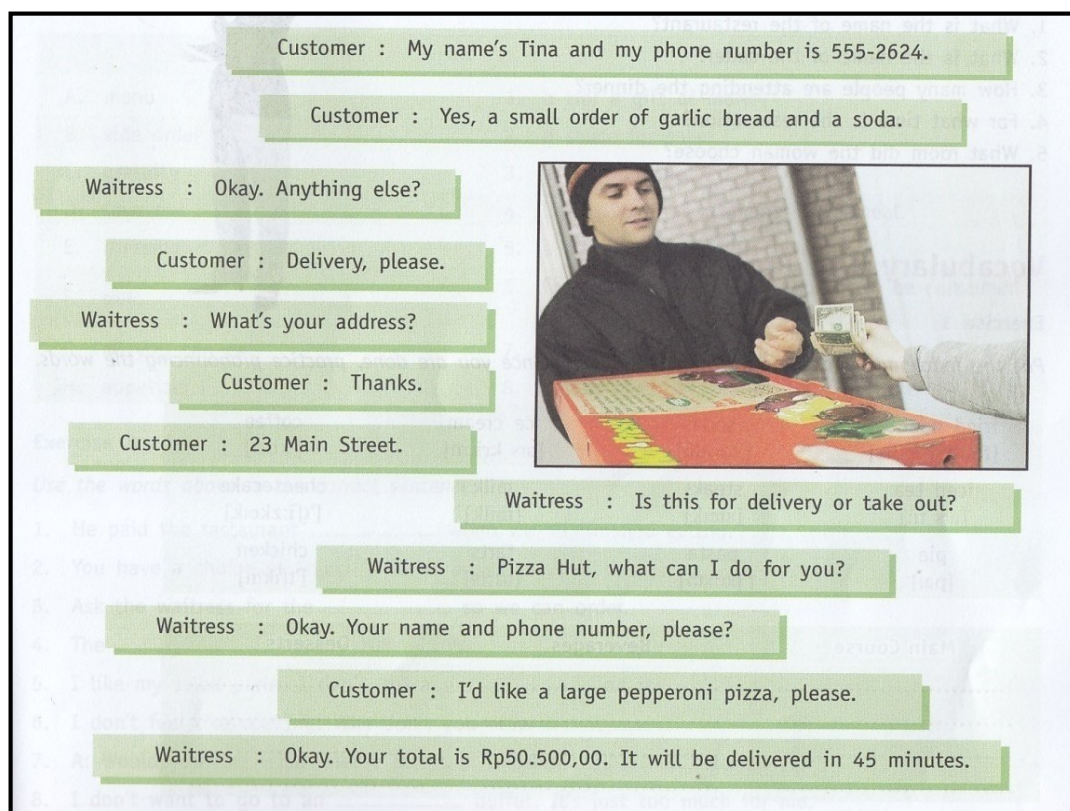 Customer : My name's Tina and my phone number is 555-2624.
Customer : Yes, a small order of garlic bread and a soda.
Waitress : Okay. Anything else?
Customer : Delivery, please.
Waitress : What's your address?
Customer : Thanks.
Customer : 23 Main Street.
Waitress : Is this for delivery or take out?
Waitress : Pizza Hut, what can I do for you?
Waitress : Okay. Your name and phone number, please?
Customer : I'd like a large pepperoni pizza, please.
Waitress : Okay. Your total is Rp50.500,00. It will be delivered in 45 minutes.